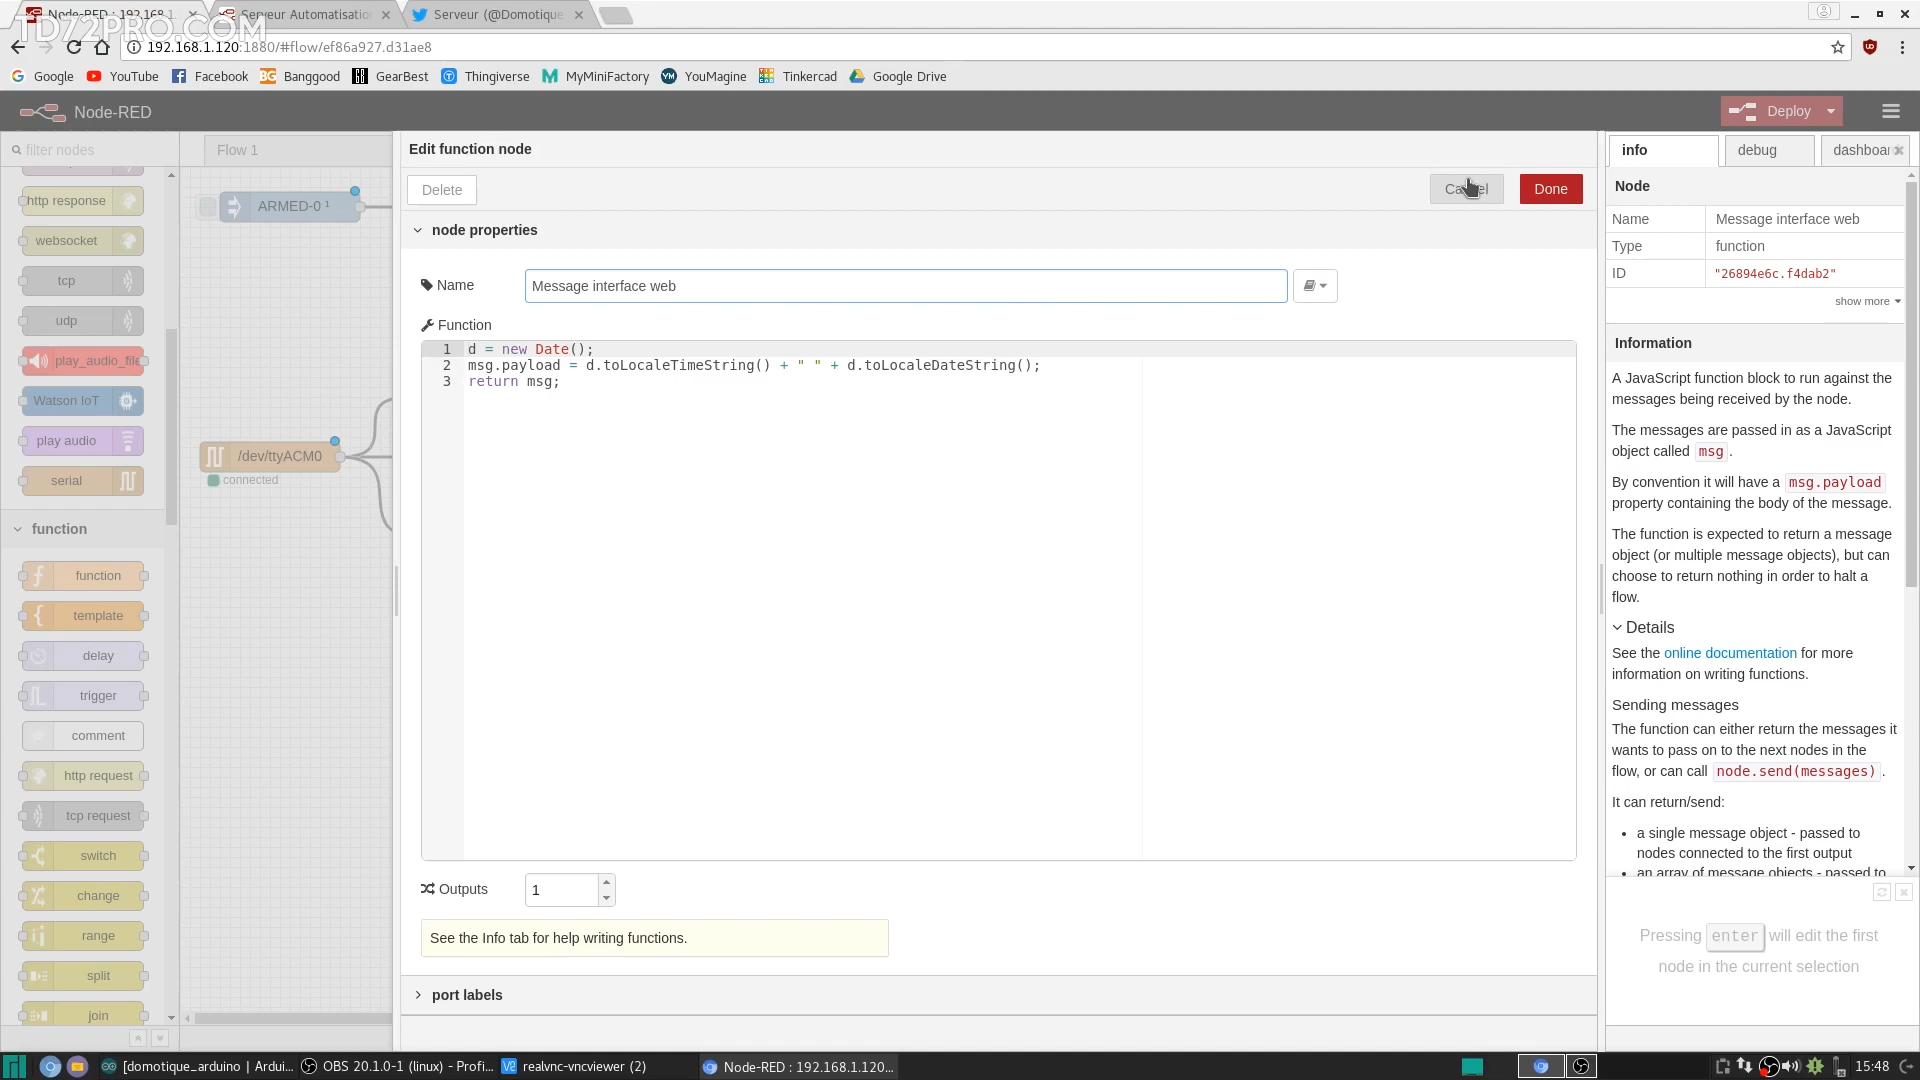 Node-RED : 192.168.1.
Serveur Automatisatio
Serveur (@Domotique
TD72PRO.COM
192.168.1.120:1880/#flow/ef86a927.d31ae8
Google
YouTube
Facebook
Banggood
GearBest
Thingiverse
MyMiniFactory
YouMagine
Tinkercad
Google Drive
Node-RED
Deploy
filter nodes
http response
websocket
tcp
udp
play_audio_file
Watson IoT
play audio
serial
function
function
template
delay
trigger
comment
http request
tcp request
switch
change
range
split
join
Flow 1
ARMED-0 ¹
/dev/ttyACM0
connected
Edit function node
Delete
Cancel
Done
node properties
Name
Message interface web
Function
1 d = new Date();
2 msg.payload = d.toLocaleTimeString() + " " + d.toLocaleDateString();
3 return msg;
Outputs
1
See the Info tab for help writing functions.
port labels
info
debug
dashboar
Node
Name Message interface web
Type function
ID "26894e6c.f4dab2"
show more
Information
A JavaScript function block to run against the
messages being received by the node.
The messages are passed in as a JavaScript
object called msg.
By convention it will have a msg.payload
property containing the body of the message.
The function is expected to return a message
object (or multiple message objects), but can
choose to return nothing in order to halt a
flow.
Details
See the online documentation for more
information on writing functions.
Sending messages
The function can either return the messages it
wants to pass on to the next nodes in the
flow, or can call node.send(messages).
It can return/send:
• a single message object - passed to
nodes connected to the first output
• an array of message objects - passed to
Pressing enter will edit the first
node in the current selection
[domotique_arduino | Ardui...
OBS 20.1.0-1 (linux) - Profi...
realvnc-vncviewer (2)
Node-RED : 192.168.1.120...
15:48